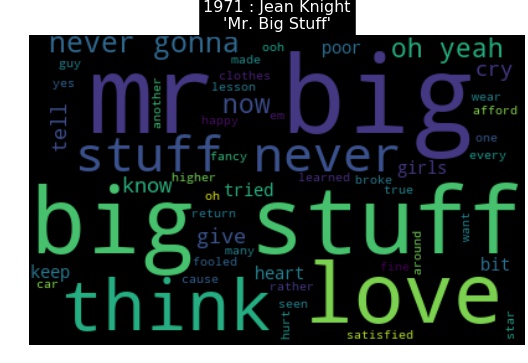 1971 : Jean Knight
'Mr. Big Stuff'
never gonna
ooh
poor
oh yeah
guy
made
cry
yes
mr
big
clothes
lesson
another
now
wear
afford
tell
happy
em
stuff
never
one
fancy
girls
every
higher
learned
broke
know
oh
tried
true
big stuff
return
want
give
many
around
fooled
keep
heart
fine
bit
car
cause
rather
think
love
seen
hurt
star
satisfied